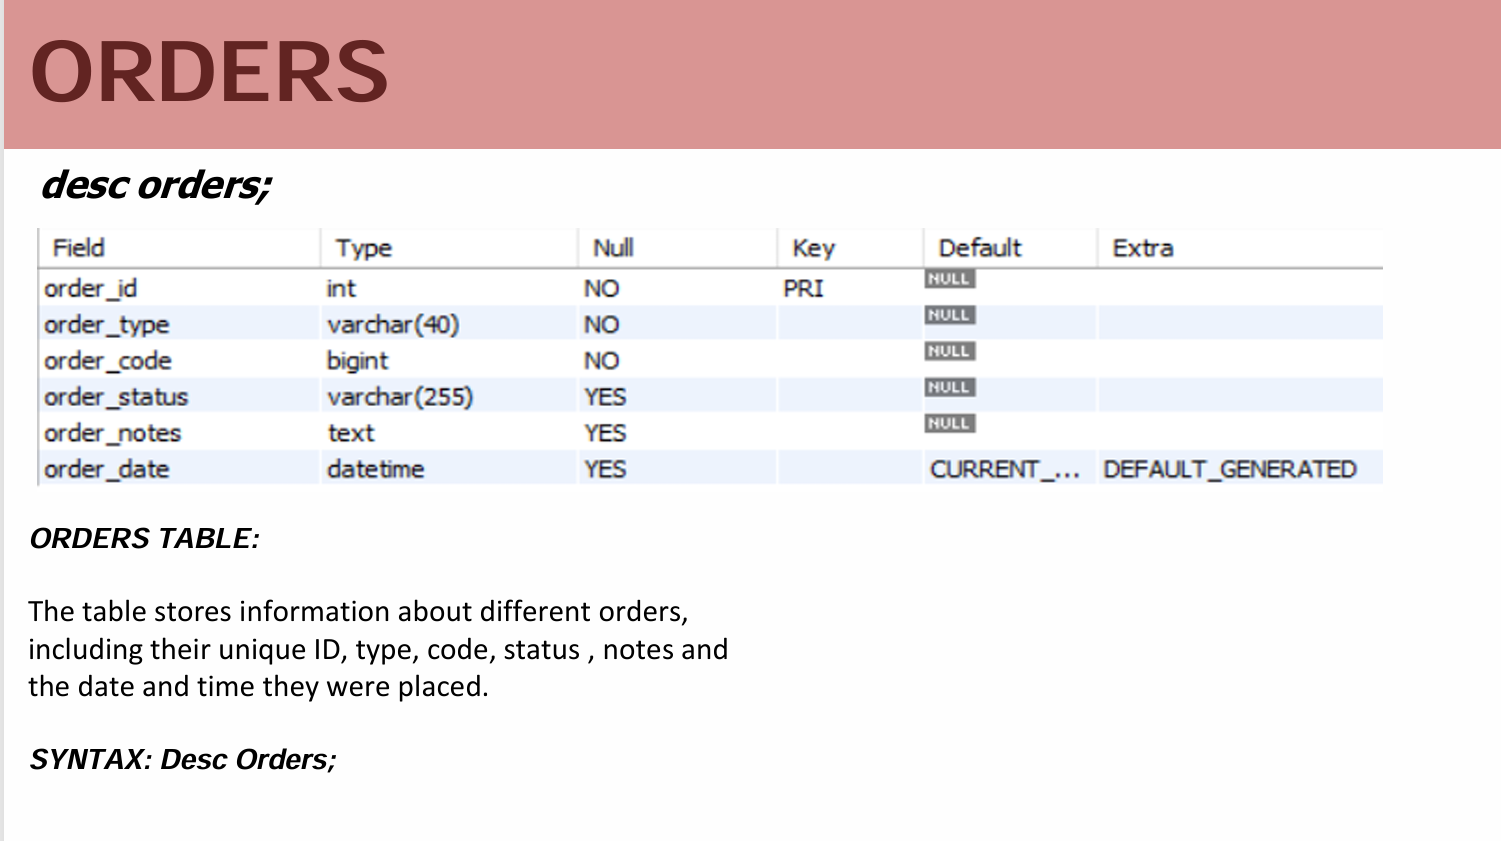 ORDERS
desc orders;
Field Type Null Key Default Extra
order_id int NO PRI NULL
order_type varchar(40) NO NULL
order_code bigint NO NULL
order_status varchar(255) YES NULL
order_notes text YES NULL
order_date datetime YES CURRENT_... DEFAULT_GENERATED
ORDERS TABLE:
The table stores information about different orders,
including their unique ID, type, code, status , notes and
the date and time they were placed.
SYNTAX: Desc Orders;